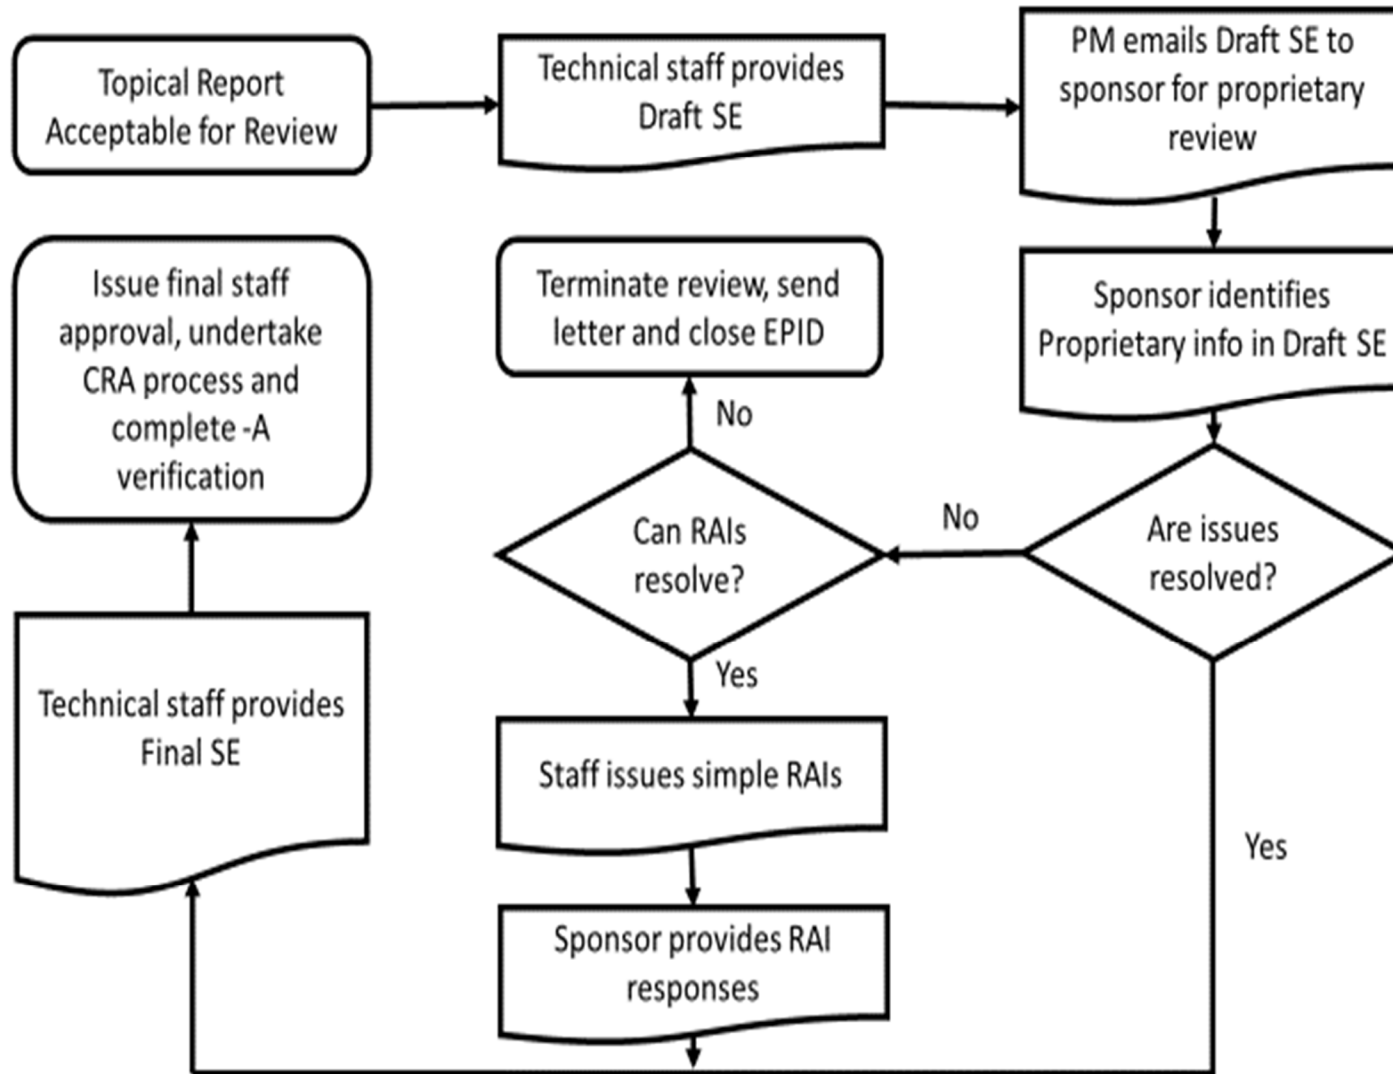 Topical Report
Acceptable for Review
Technical staff provides
Draft SE
PM emails Draft SE to
sponsor for proprietary
review
Sponsor identifies
Proprietary info in Draft SE
Are issues
resolved?
No
Yes
Can RAIs
resolve?
No
Terminate review, send
letter and close EPID
Yes
Staff issues simple RAIs
Sponsor provides RAI
responses
Technical staff provides
Final SE
Issue final staff
approval, undertake
CRA process and
complete -A
verification